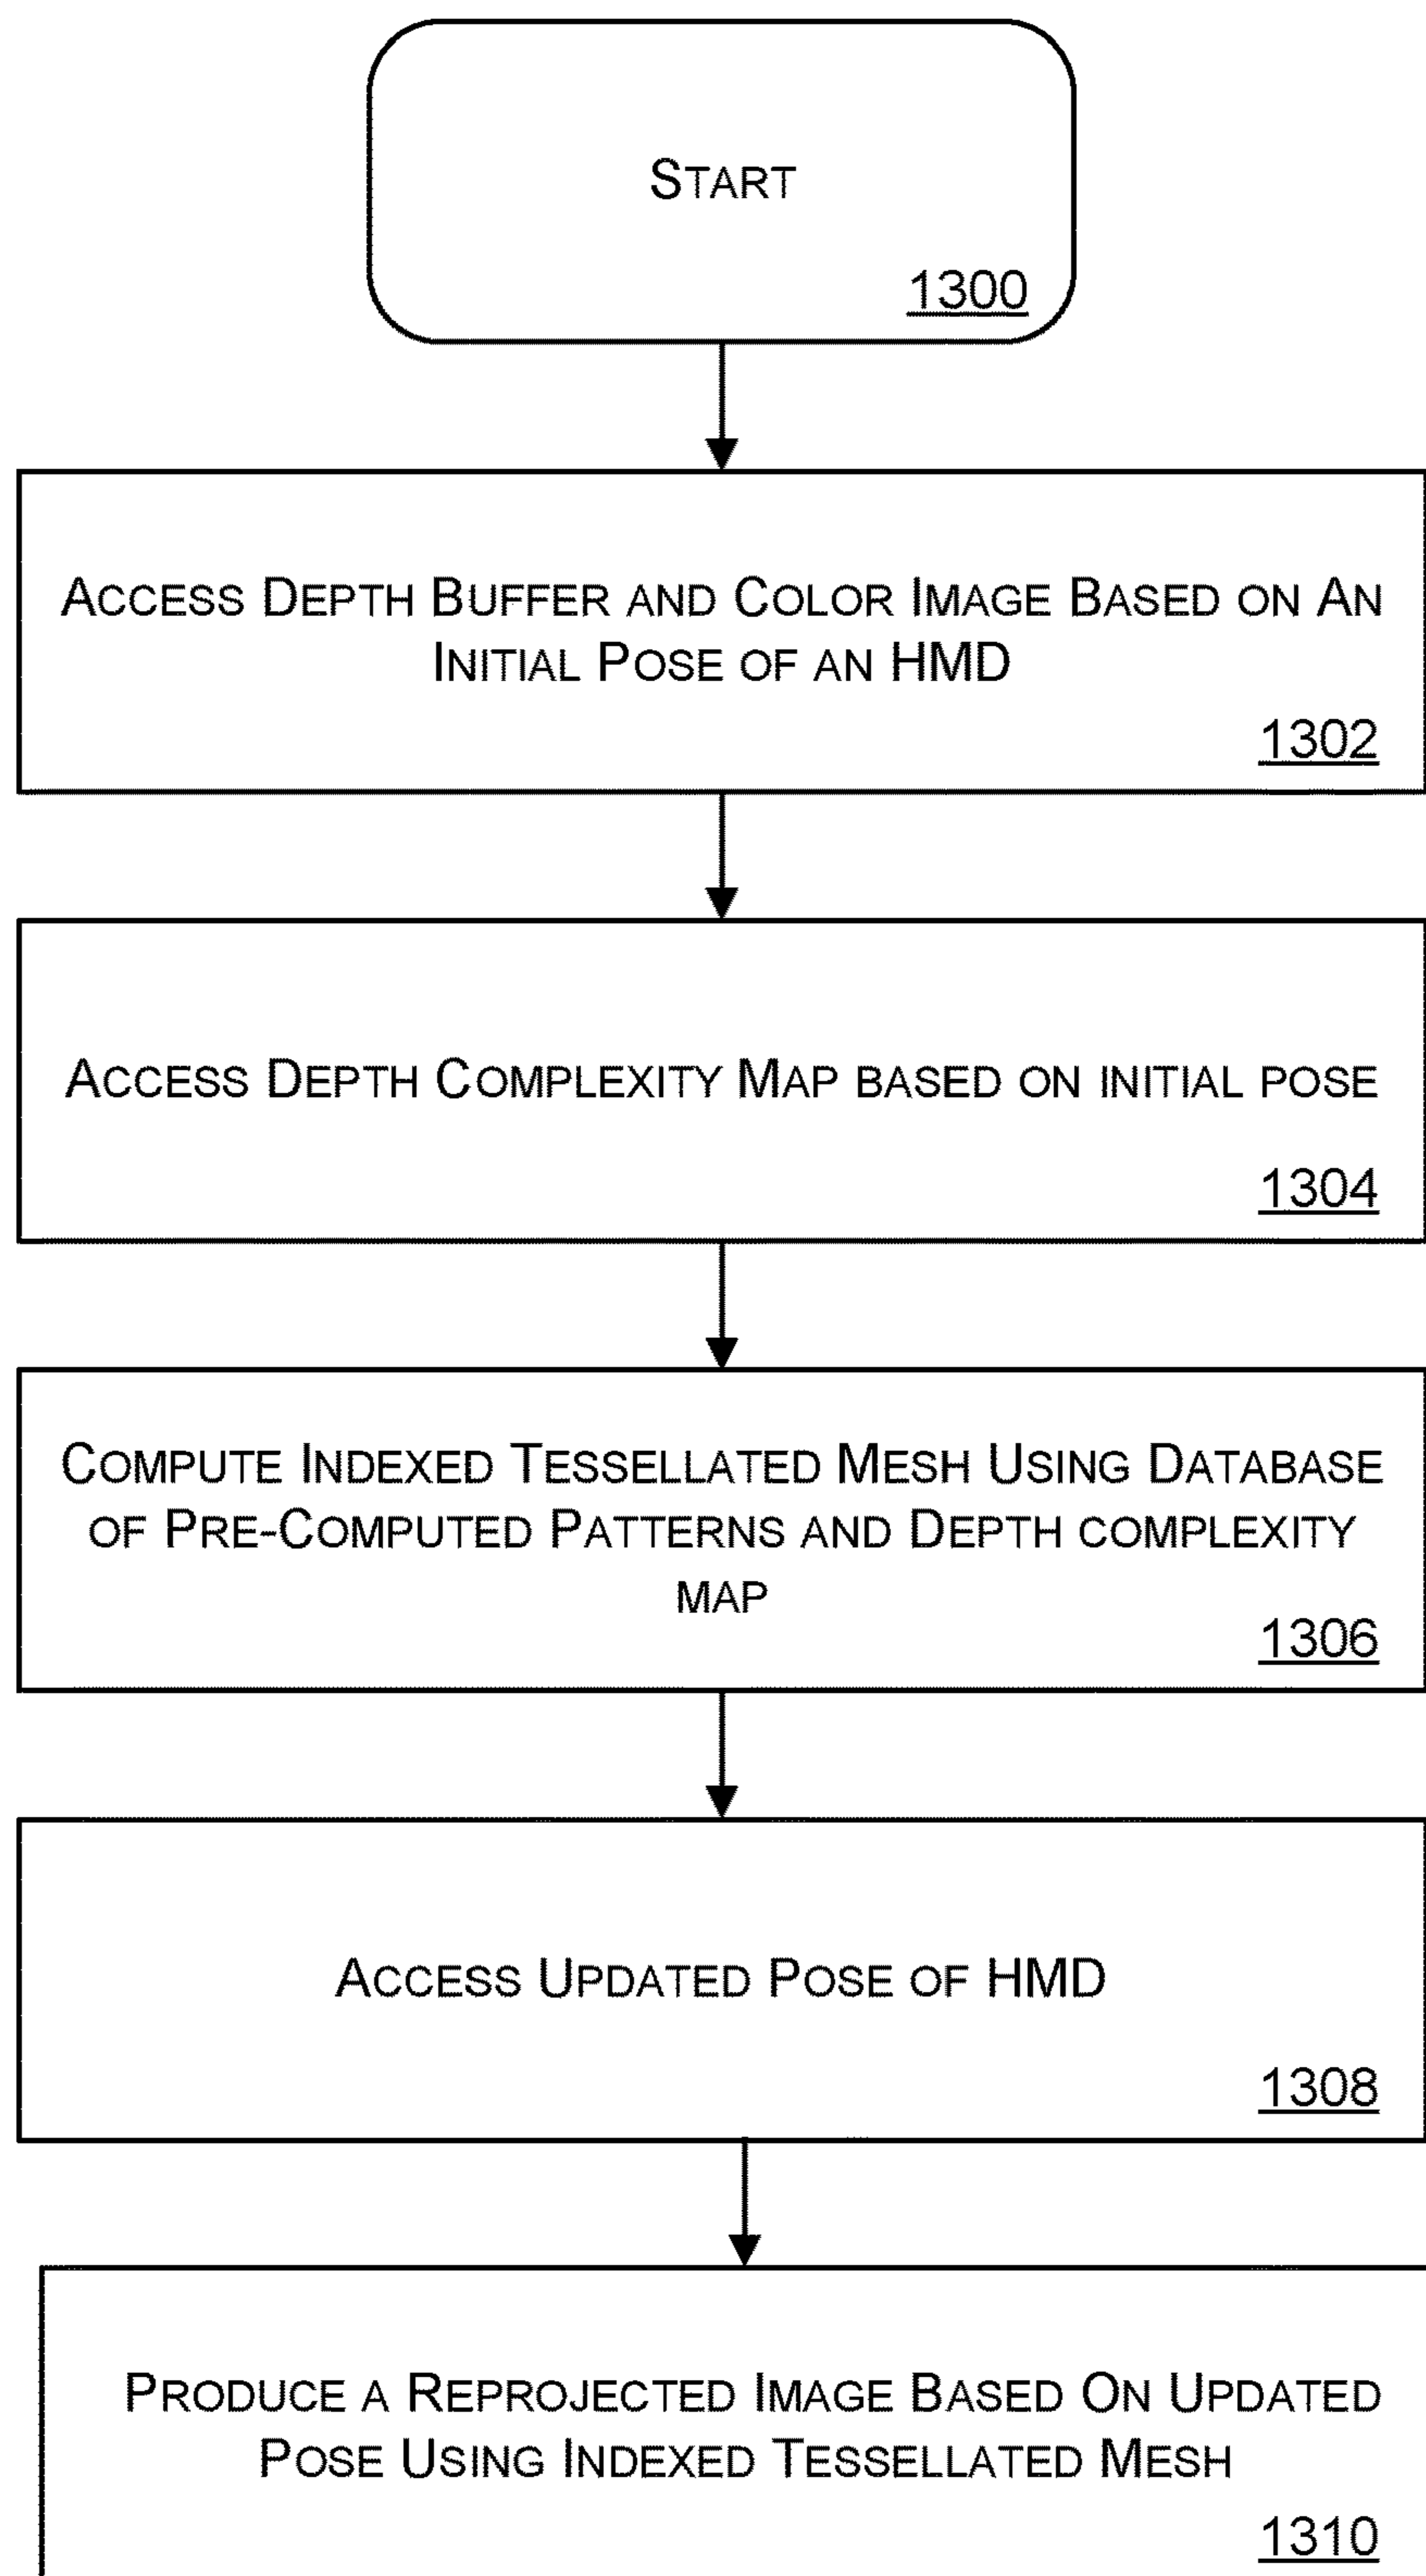 START
1300
ACCESS DEPTH BUFFER AND COLOR IMAGE BASED ON AN
INITIAL POSE OF AN HMD
1302
ACCESS DEPTH COMPLEXITY MAP BASED ON INITIAL POSE
1304
COMPUTE INDEXED TESSELLATED MESH USING DATABASE
OF PRE-COMPUTED PATTERNS AND DEPTH COMPLEXITY
MAP
1306
ACCESS UPDATED POSE OF HMD
1308
PRODUCE A REPROJECTED IMAGE BASED ON UPDATED
POSE USING INDEXED TESSELLATED MESH
1310